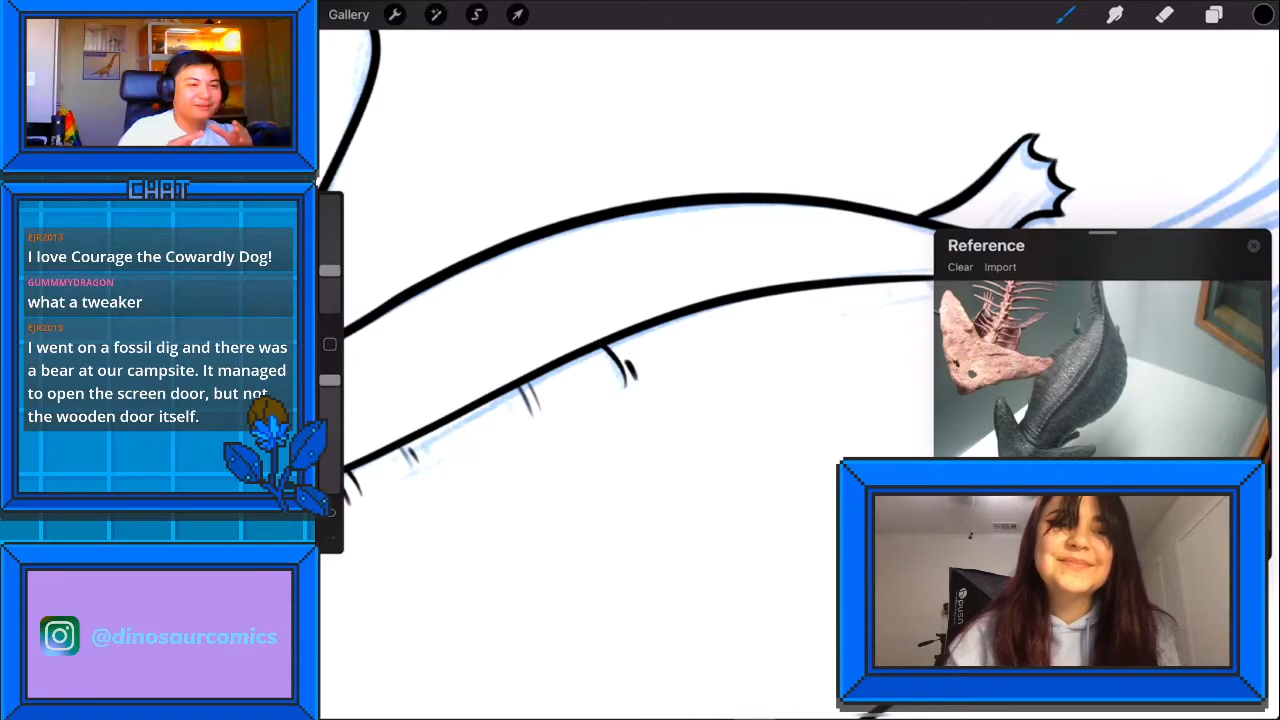 Gallery
CHAT
EJR2013
I love Courage the Cowardly Dog!
GUMMMYDRAGON
what a tweaker
EJR2013
I went on a fossil dig and there was
a bear at our campsite. It managed
to open the screen door, but not
the wooden door itself.
@dinosaurcomics
Reference
Clear Import
PUSN